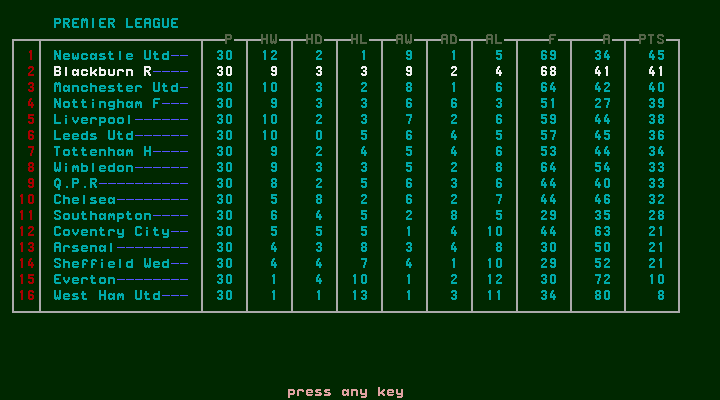 PREMIER LEAGUE
P HW HD HL AW AD AL F A PTS
1 Newcastle Utd-- 30 12 2 1 9 1 5 69 34 45
2 Blackburn R---- 30 9 3 3 9 2 4 68 41 41
3 Manchester Utd- 30 10 3 2 8 1 6 64 42 40
4 Nottingham F--- 30 9 3 3 6 6 3 51 27 39
5 Liverpool------ 30 10 2 3 7 2 6 59 44 38
6 Leeds Utd------ 30 10 0 5 6 4 5 57 45 36
7 Tottenham H---- 30 9 2 4 5 4 6 53 44 34
8 Wimbledon------ 30 9 3 3 5 2 8 64 54 33
9 Q.P.R---------- 30 8 2 5 6 3 6 44 40 33
10 Chelsea-------- 30 5 8 2 6 2 7 44 46 32
11 Southampton---- 30 6 4 5 2 8 5 29 35 28
12 Coventry City-- 30 5 5 5 1 4 10 44 63 21
13 Arsenal-------- 30 4 3 8 3 4 8 30 50 21
14 Sheffield Wed-- 30 4 4 7 4 1 10 29 52 21
15 Everton-------- 30 1 4 10 1 2 12 30 72 10
16 West Ham Utd--- 30 1 1 13 1 3 11 34 80 8
press any key